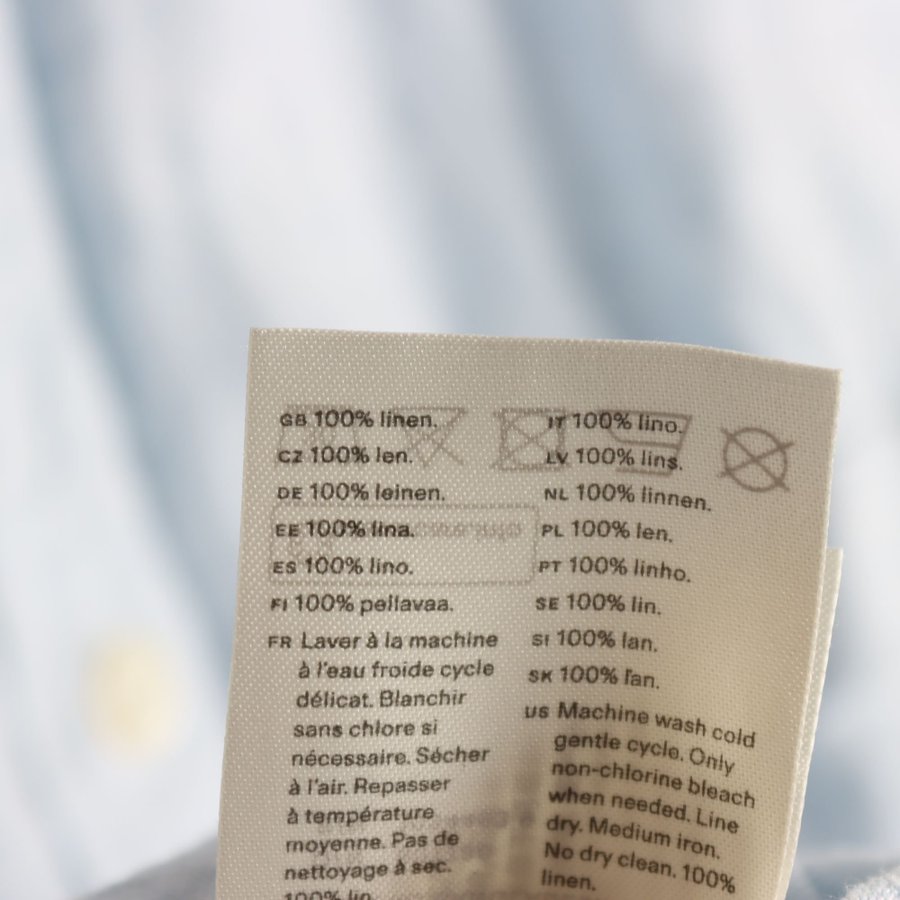 GB 100% linen.
CZ 100% len.
DE 100% leinen.
EE 100% lina.
ES 100% lino.
FI 100% pellavaa.
FR Laver à la machine
à l'eau froide cycle
délicat. Blanchir
sans chlore si
nécessaire. Sécher
à l'air. Repasser
à température
moyenne. Pas de
nettoyage à sec.
100% lin
IT 100% lino.
LV 100% lins.
NL 100% linnen.
PL 100% len.
PT 100% linho.
SE 100% lin.
SI 100% lan.
SK 100% ľan.
US Machine wash cold
gentle cycle. Only
non-chlorine bleach
when needed. Line
dry. Medium iron.
No dry clean. 100%
linen.